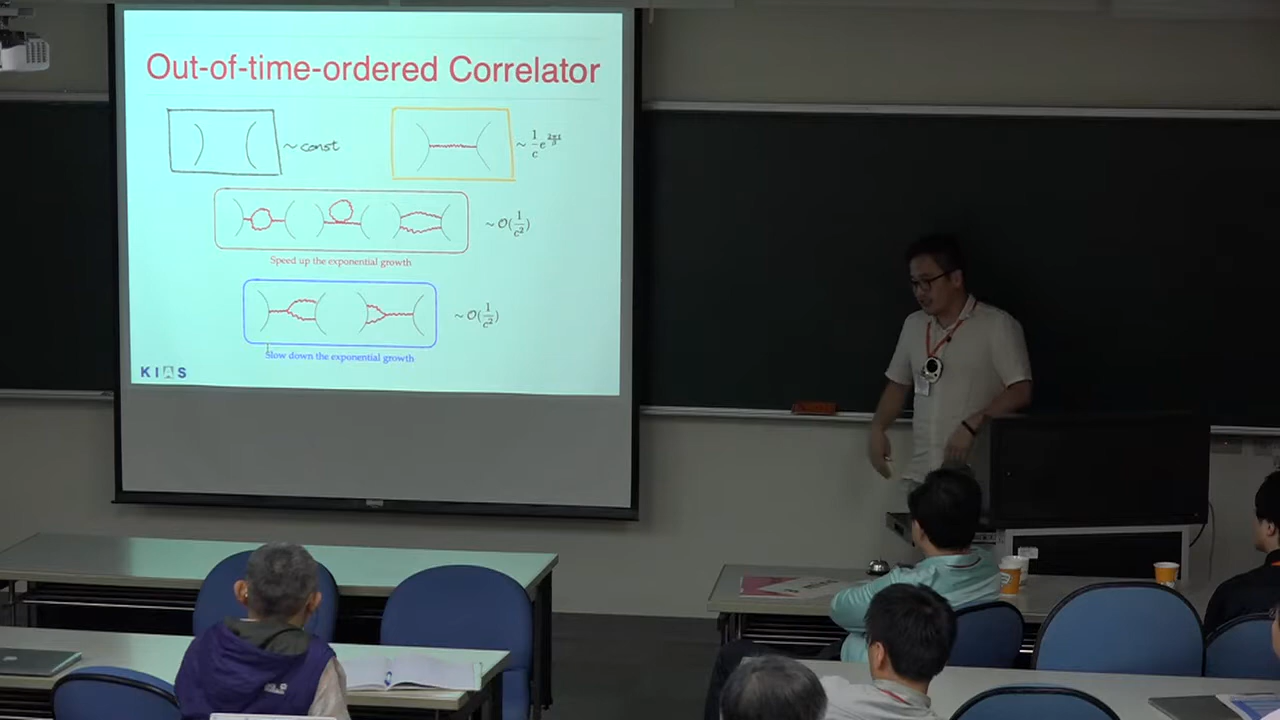 Out-of-time-ordered Correlator
~ const
~ 1/c e^{2πt/β}
~ O(1/c²)
Speed up the exponential growth
~ O(1/c²)
Slow down the exponential growth
KIAS